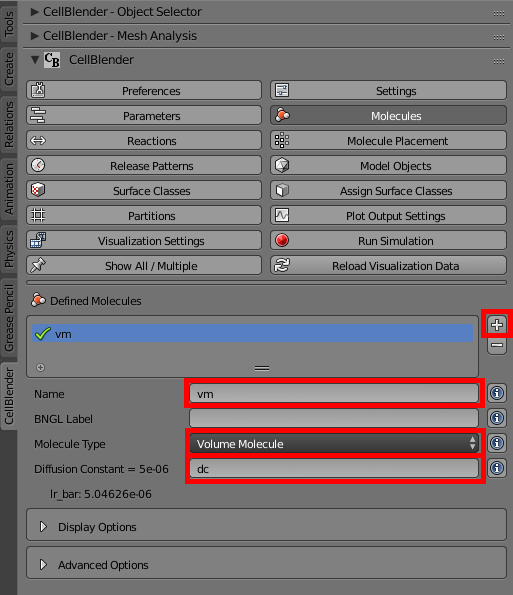 CellBlender - Object Selector
CellBlender - Mesh Analysis
CB CellBlender
Preferences Settings
Parameters Molecules
Reactions Molecule Placement
Release Patterns Model Objects
Surface Classes Assign Surface Classes
Partitions Plot Output Settings
Visualization Settings Run Simulation
Show All / Multiple Reload Visualization Data
Defined Molecules
vm
Name vm
BNGL Label
Molecule Type Volume Molecule
Diffusion Constant = 5e-06 dc
lr_bar: 5.04626e-06
Display Options
Advanced Options
Tools
Create
Relations
Animation
Physics
Grease Pencil
CellBlender